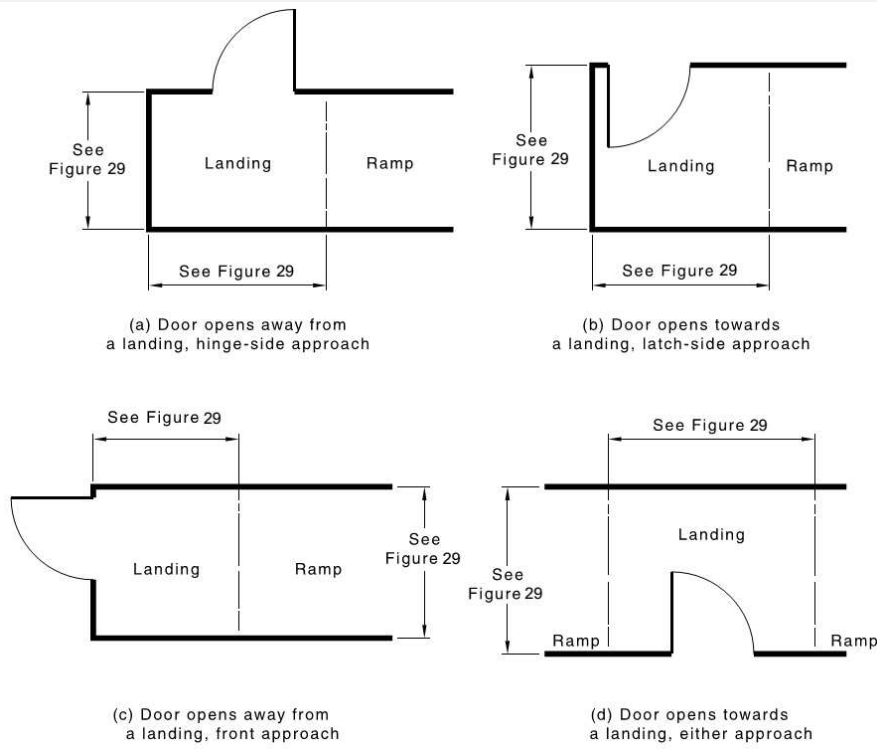 See
Figure 29
Landing
Ramp
See Figure 29
(a) Door opens away from
a landing, hinge-side approach
See
Figure 29
Landing
Ramp
See Figure 29
(b) Door opens towards
a landing, latch-side approach
See Figure 29
Landing
Ramp
See
Figure 29
(c) Door opens away from
a landing, front approach
See Figure 29
Landing
See
Figure 29
Ramp
Ramp
(d) Door opens towards
a landing, either approach